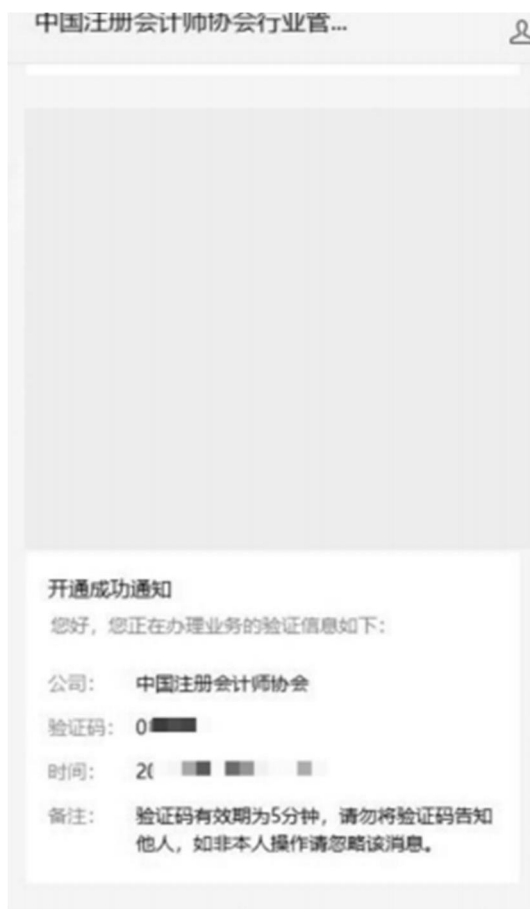 中国注册会计师协会行业管...
开通成功通知
您好，您正在办理业务的验证信息如下：
公司： 中国注册会计师协会
验证码： 0
时间： 20
备注： 验证码有效期为5分钟，请勿将验证码告知
他人，如非本人操作请忽略该消息。